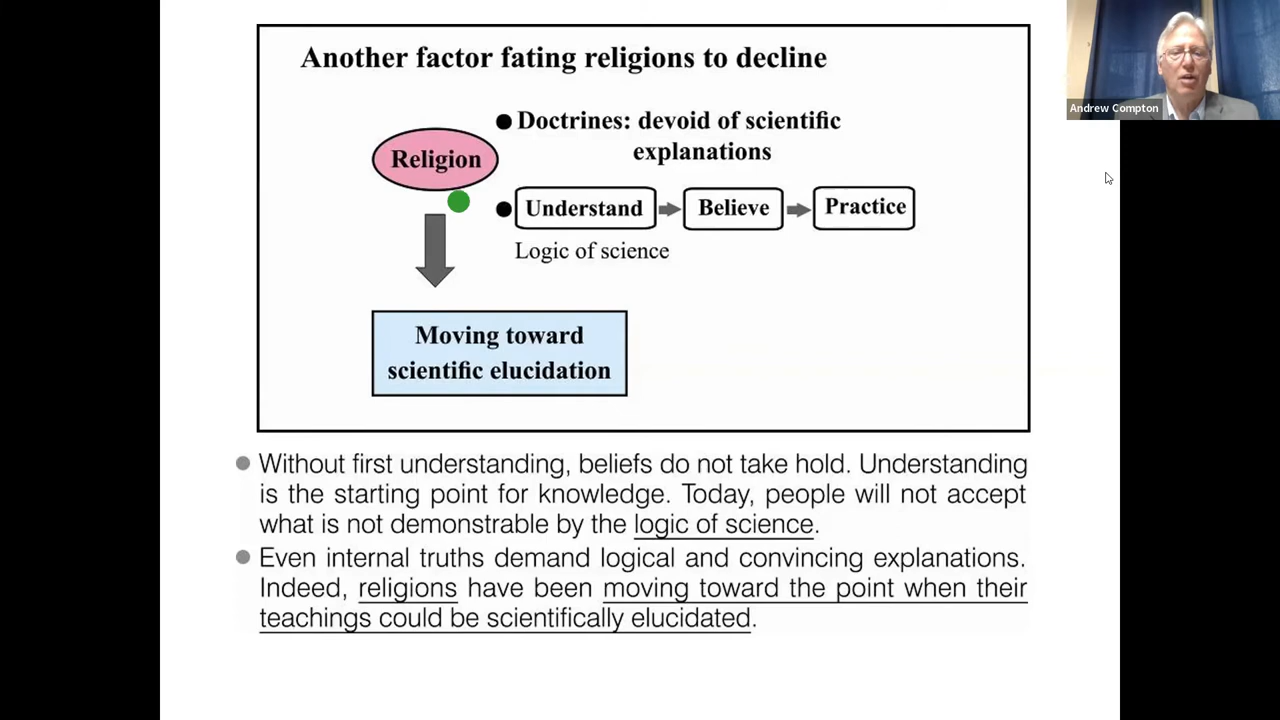 Another factor fating religions to decline
Andrew Compton
Doctrines: devoid of scientific
explanations
Religion
Understand
Believe
Practice
Logic of science
Moving toward
scientific elucidation
Without first understanding, beliefs do not take hold. Understanding
is the starting point for knowledge. Today, people will not accept
what is not demonstrable by the logic of science.
Even internal truths demand logical and convincing explanations.
Indeed, religions have been moving toward the point when their
teachings could be scientifically elucidated.